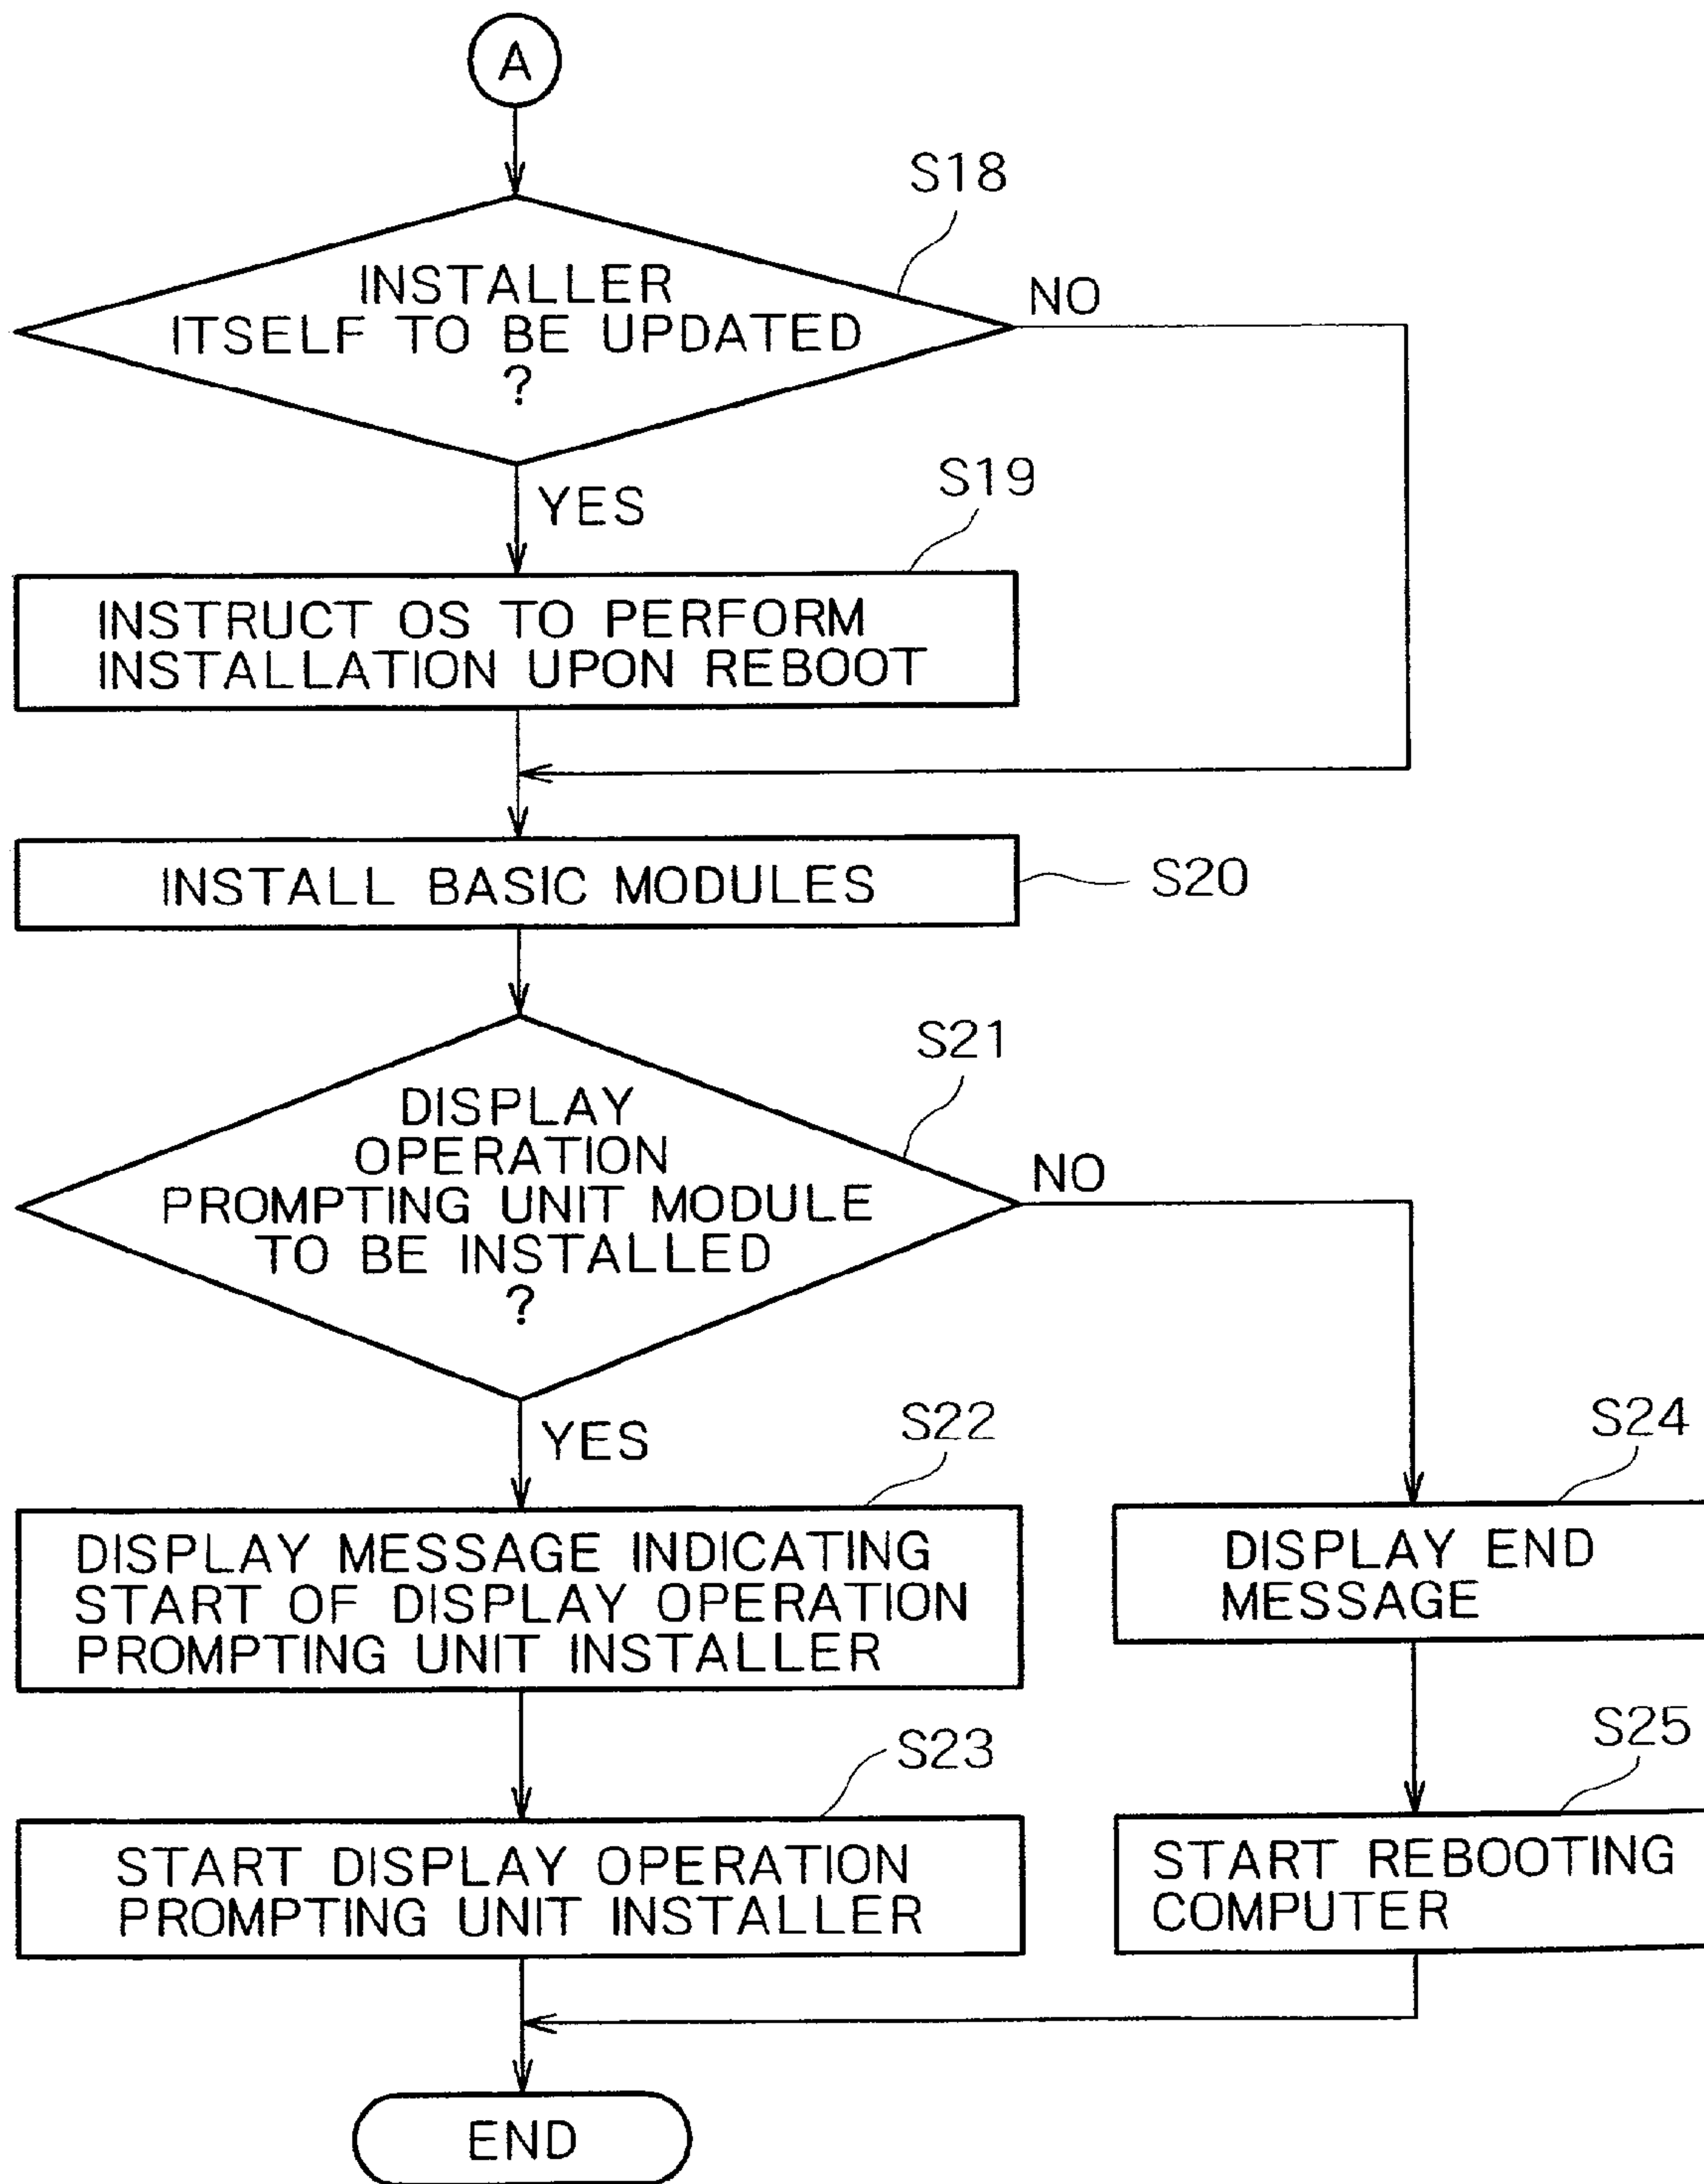 A
S18
INSTALLER
ITSELF TO BE UPDATED
?
NO
YES
S19
INSTRUCT OS TO PERFORM
INSTALLATION UPON REBOOT
INSTALL BASIC MODULES
S20
S21
DISPLAY
OPERATION
PROMPTING UNIT MODULE
TO BE INSTALLED
?
NO
YES
S22
DISPLAY MESSAGE INDICATING
START OF DISPLAY OPERATION
PROMPTING UNIT INSTALLER
S24
DISPLAY END
MESSAGE
S23
START DISPLAY OPERATION
PROMPTING UNIT INSTALLER
S25
START REBOOTING
COMPUTER
END